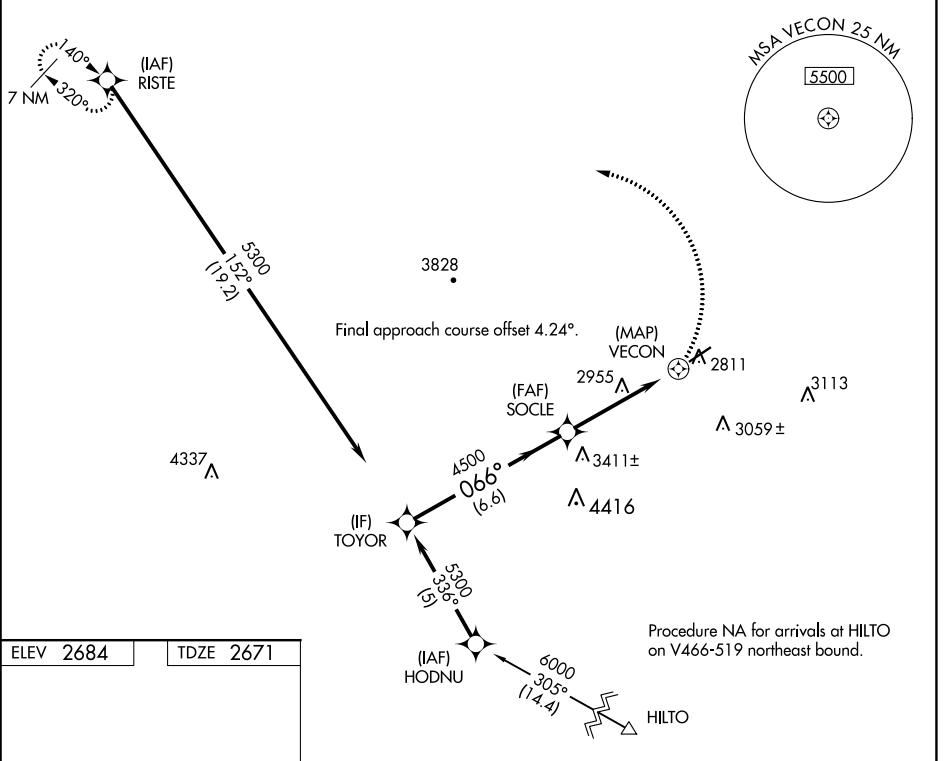 MSA VECON 25 NM
5500
140°
320°
7 NM
(IAF)
RISTE
5300
152°
(19.2)
3828
Final approach course offset 4.24°.
(MAP)
VECON
2811
2955
3113
(FAF)
SOCLE
3059 ±
3411±
4416
4337
4500
066°
(6.6)
(IF)
TOYOR
5300
336°
(5)
(IAF)
HODNU
6000
305°
(14.4)
HILTO
Procedure NA for arrivals at HILTO
on V466-519 northeast bound.
ELEV 2684
TDZE 2671